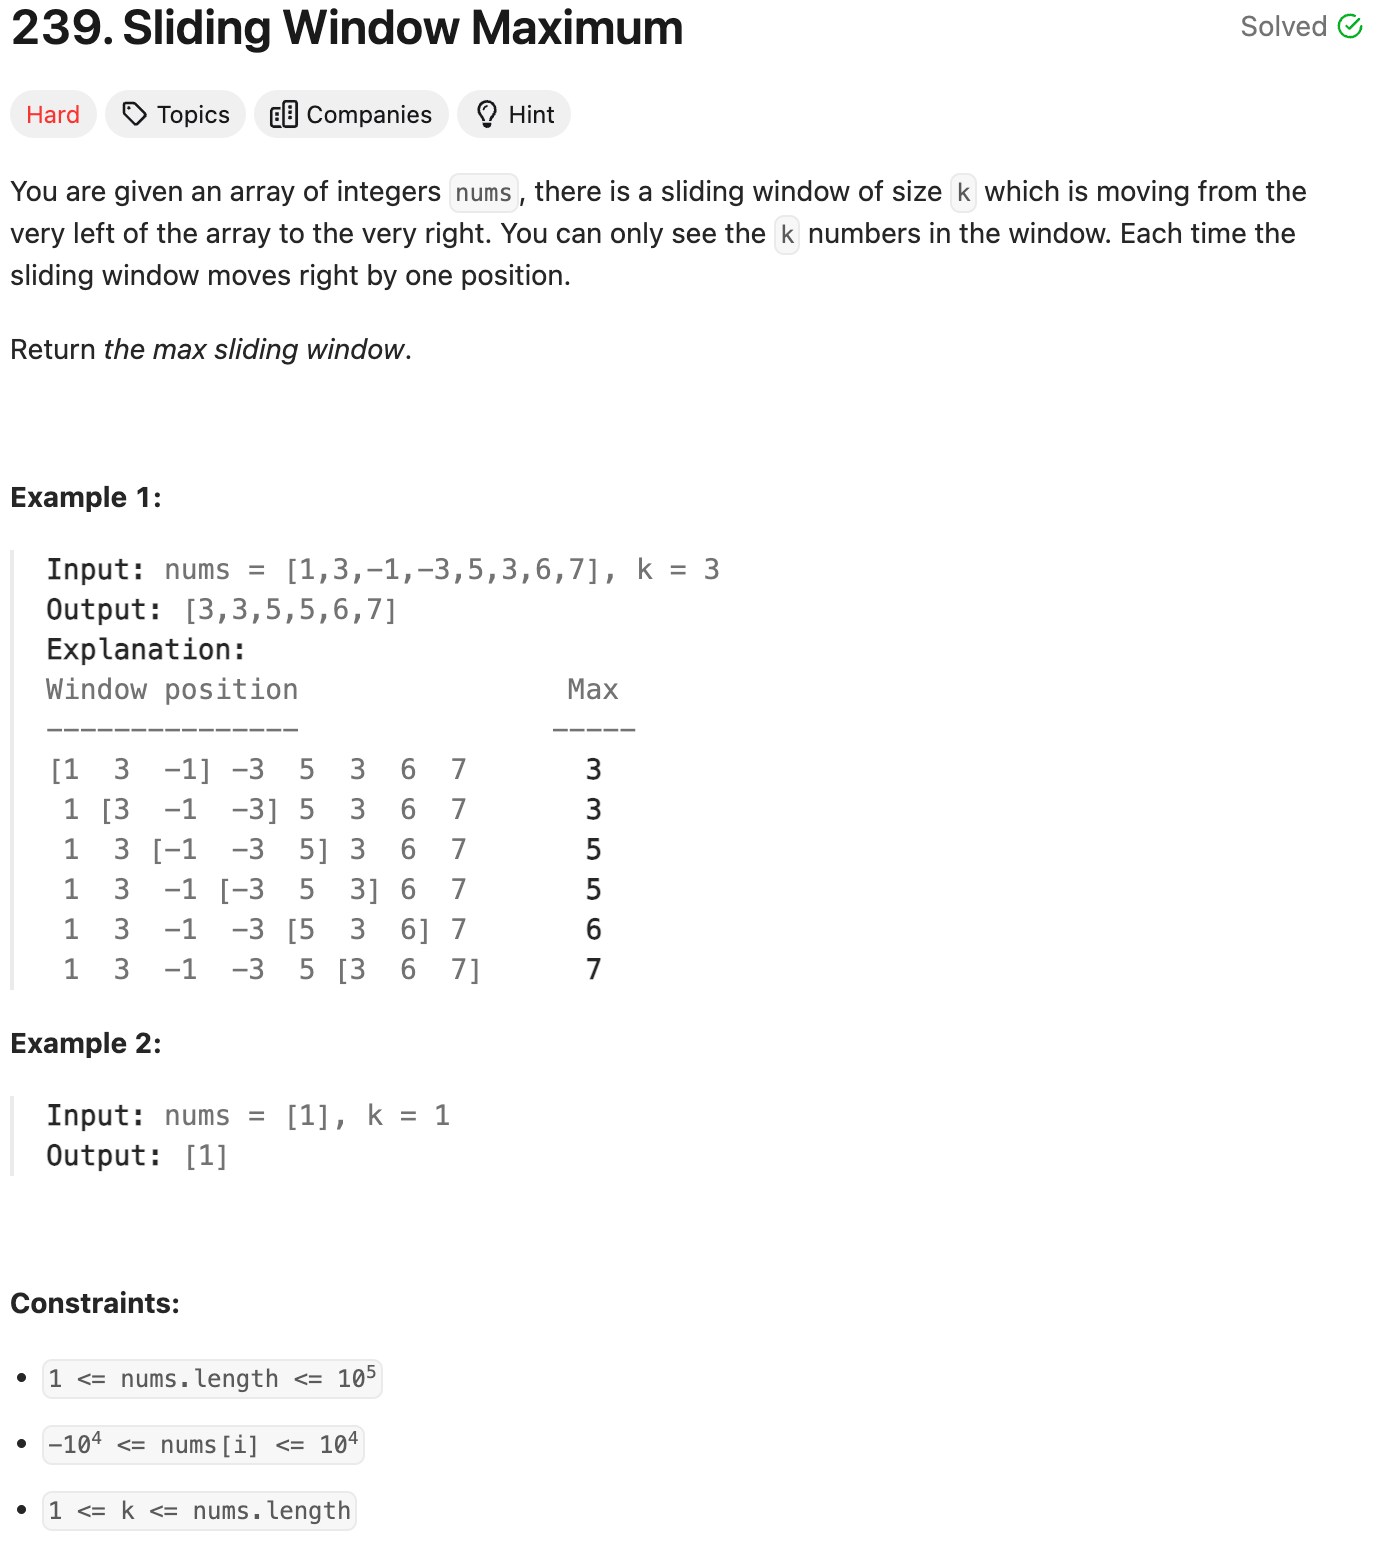 239. Sliding Window Maximum
Solved
Hard Topics Companies Hint
You are given an array of integers nums, there is a sliding window of size k which is moving from the
very left of the array to the very right. You can only see the k numbers in the window. Each time the
sliding window moves right by one position.
Return the max sliding window.
Example 1:
Input: nums = [1,3,-1,-3,5,3,6,7], k = 3
Output: [3,3,5,5,6,7]
Explanation:
Window position                Max
---------------               -----
[1  3  -1] -3  5  3  6  7       3
 1 [3  -1  -3] 5  3  6  7       3
 1  3 [-1  -3  5] 3  6  7       5
 1  3  -1 [-3  5  3] 6  7       5
 1  3  -1  -3 [5  3  6] 7       6
 1  3  -1  -3  5 [3  6  7]      7
Example 2:
Input: nums = [1], k = 1
Output: [1]
Constraints:
• 1 <= nums.length <= 10⁵
• -10⁴ <= nums[i] <= 10⁴
• 1 <= k <= nums.length